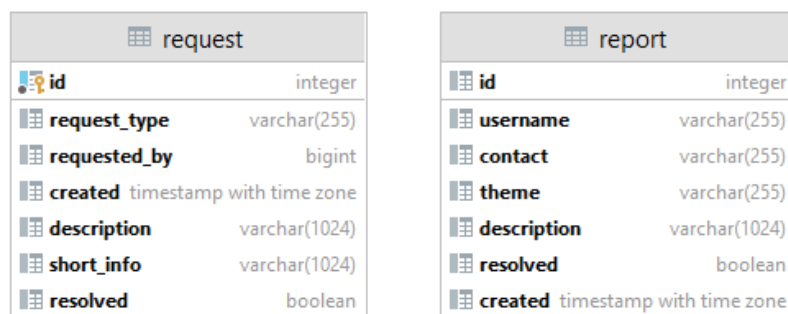 request
id integer
request_type varchar(255)
requested_by bigint
created timestamp with time zone
description varchar(1024)
short_info varchar(1024)
resolved boolean
report
id integer
username varchar(255)
contact varchar(255)
theme varchar(255)
description varchar(1024)
resolved boolean
created timestamp with time zone